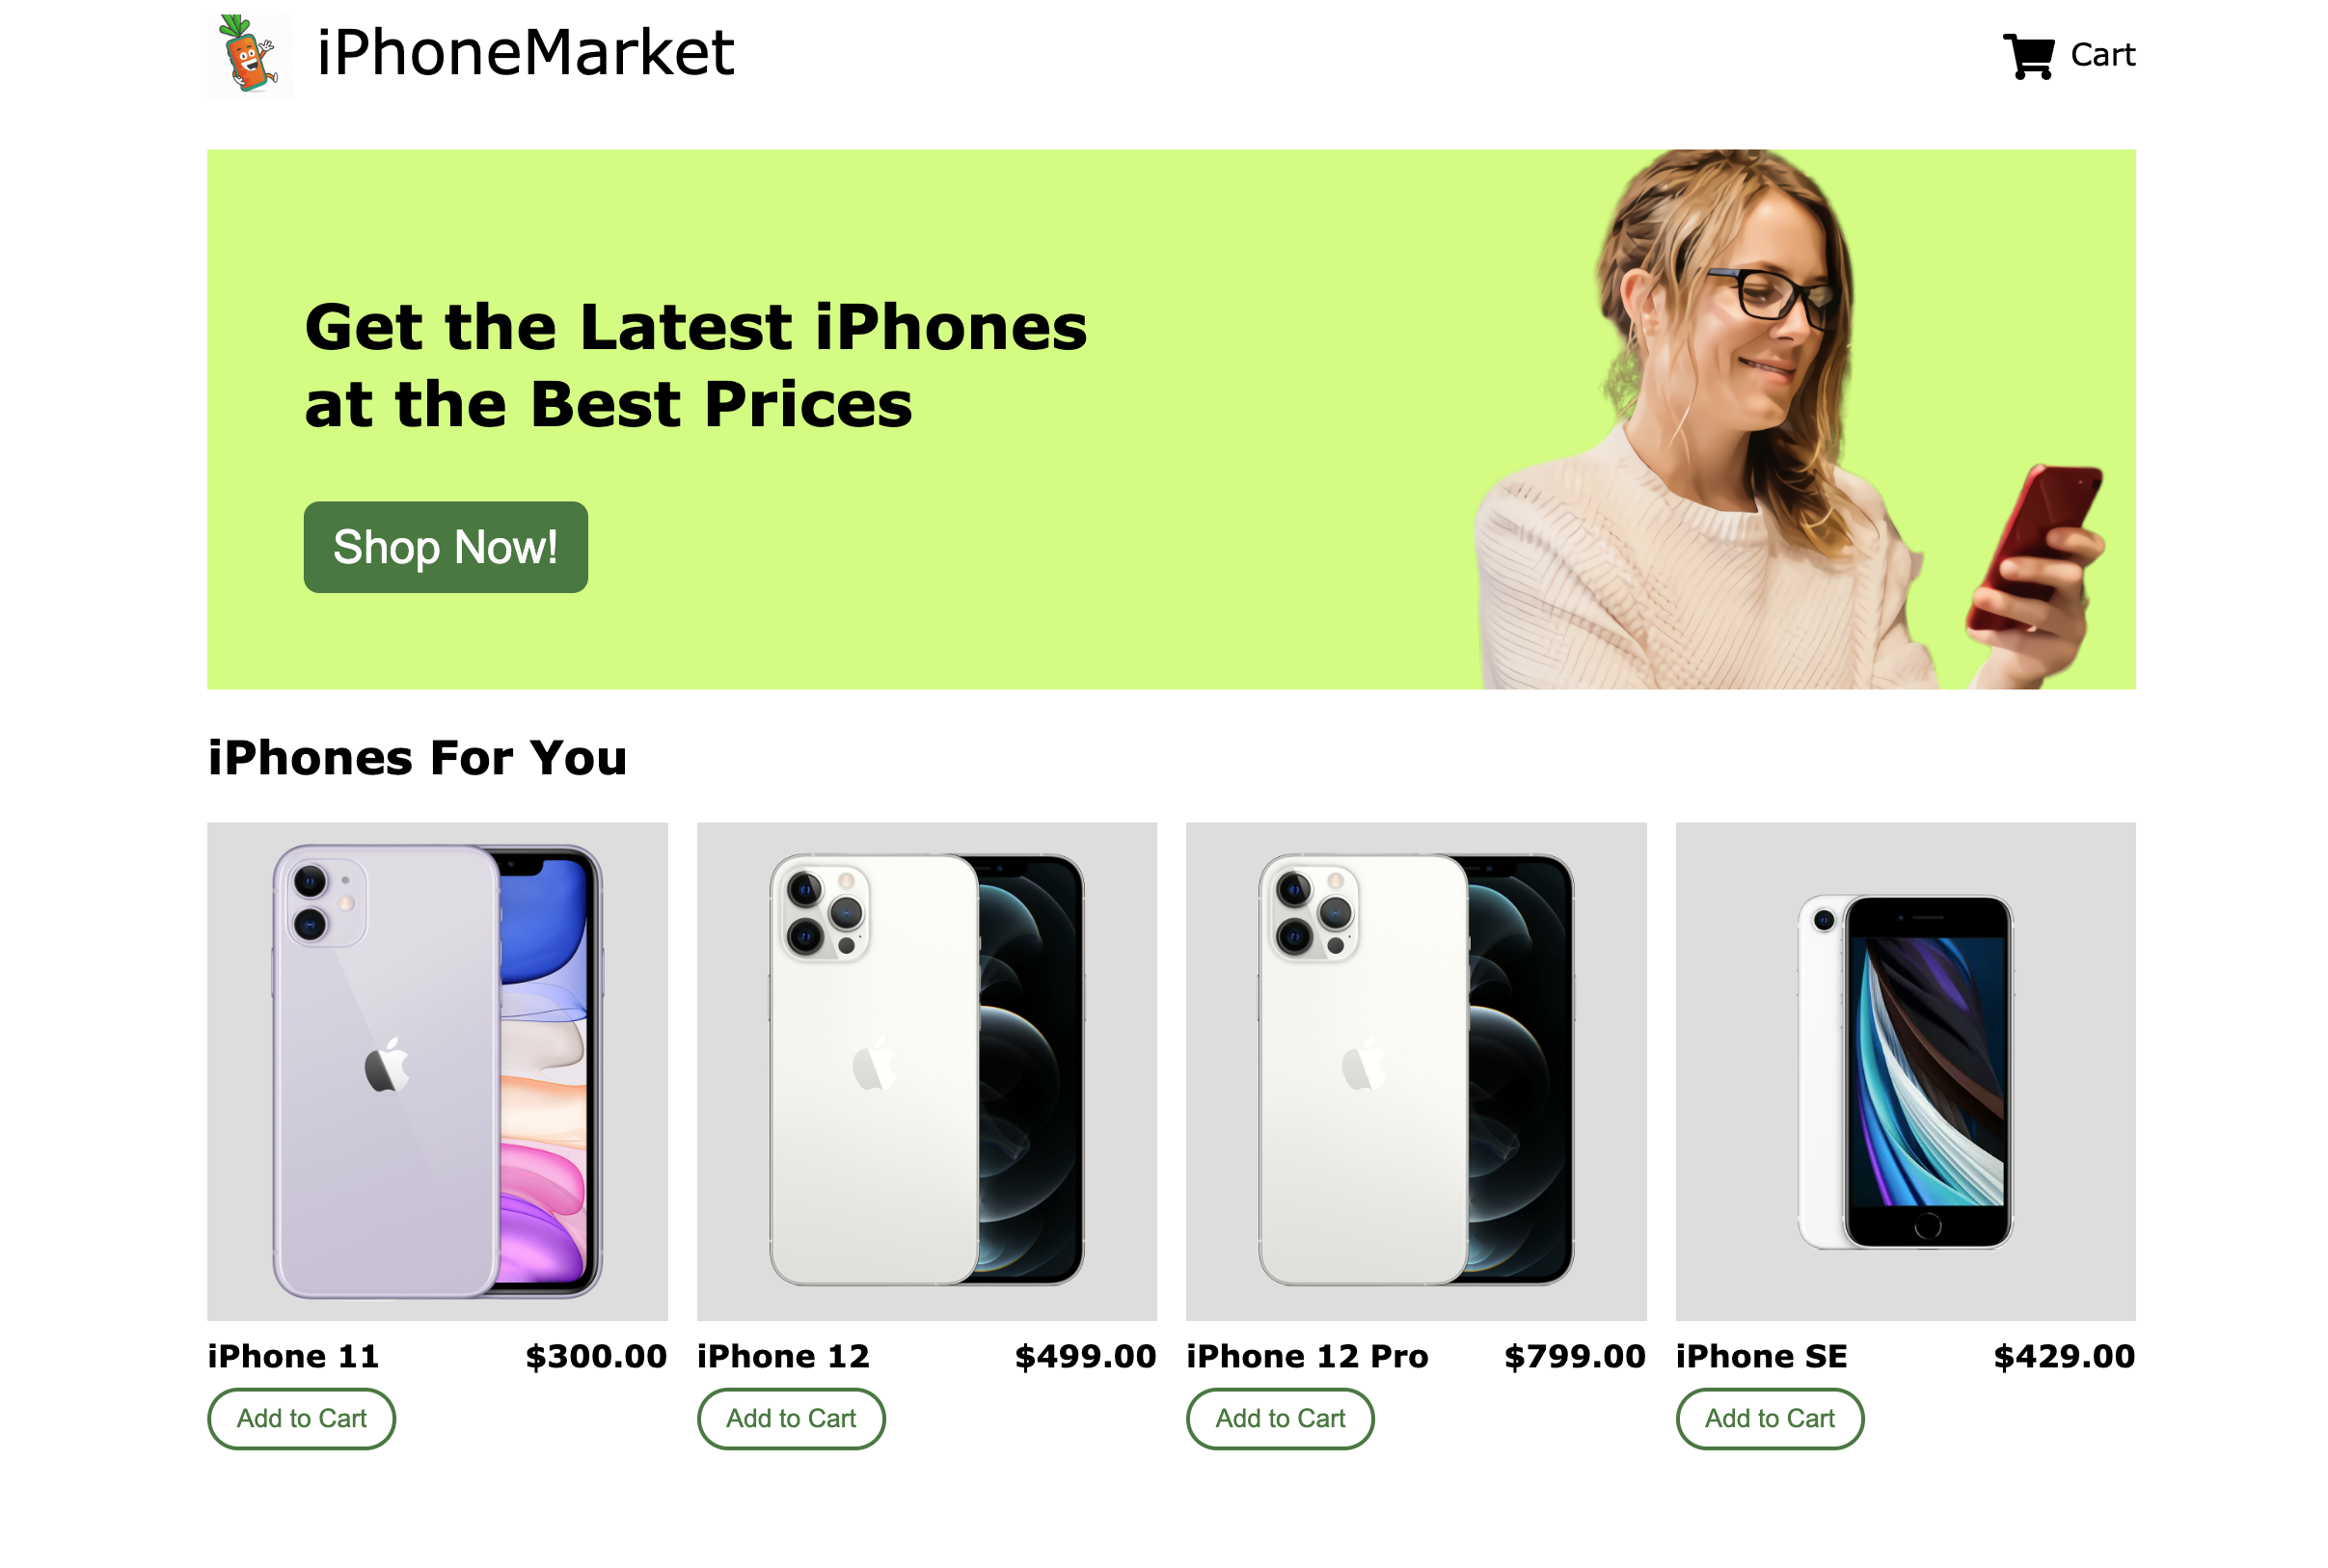 iPhoneMarket
Cart
Get the Latest iPhones
at the Best Prices
Shop Now!
iPhones For You
iPhone 11 $300.00
iPhone 12 $499.00
iPhone 12 Pro $799.00
iPhone SE $429.00
Add to Cart
Add to Cart
Add to Cart
Add to Cart